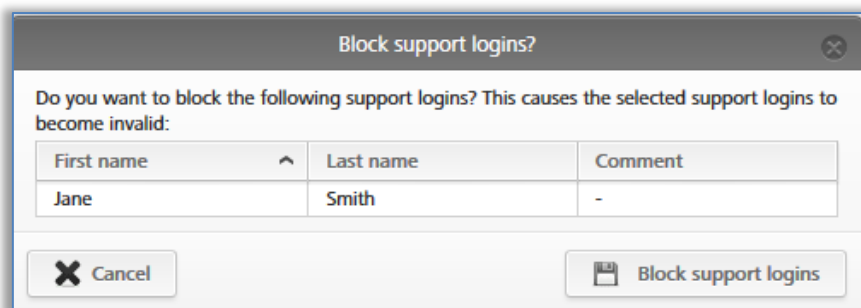 Block support logins?
Do you want to block the following support logins? This causes the selected support logins to
become invalid:
First name Last name Comment
Jane Smith -
Cancel Block support logins